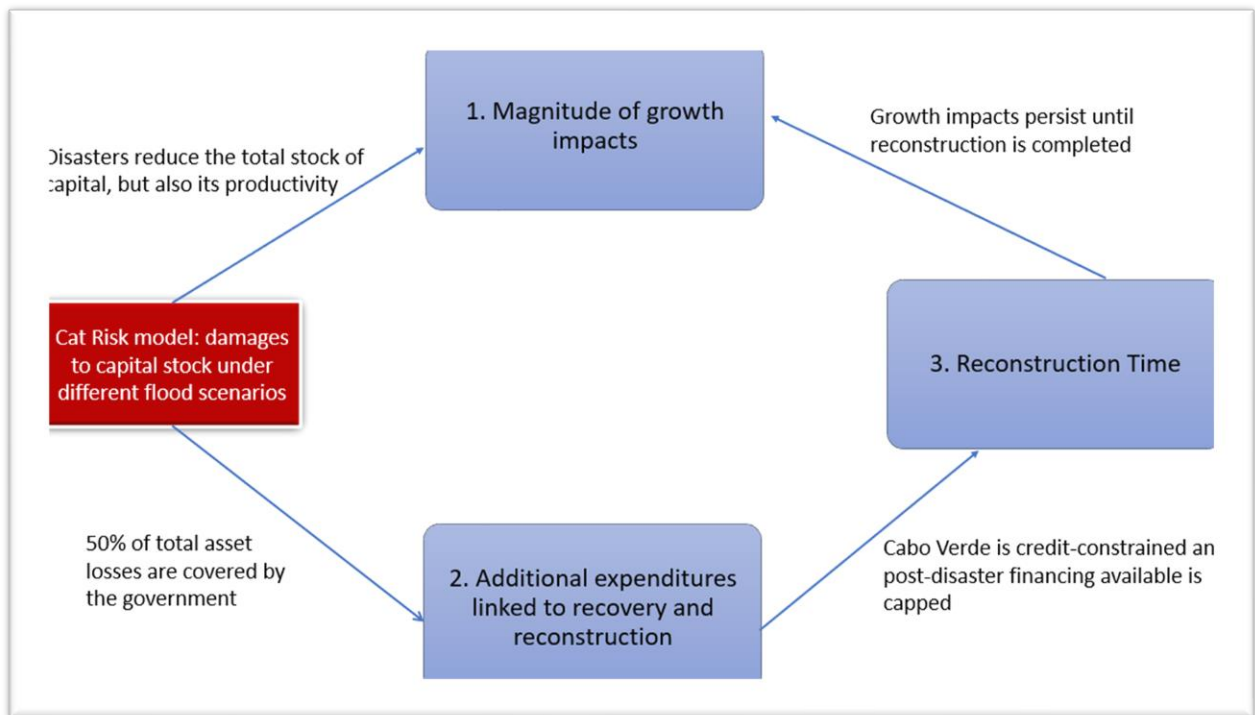 1. Magnitude of growth
impacts
Growth impacts persist until
reconstruction is completed
Disasters reduce the total stock of
capital, but also its productivity
Cat Risk model: damages
to capital stock under
different flood scenarios
3. Reconstruction Time
50% of total asset
losses are covered by
the government
2. Additional expenditures
linked to recovery and
reconstruction
Cabo Verde is credit-constrained an
post-disaster financing available is
capped